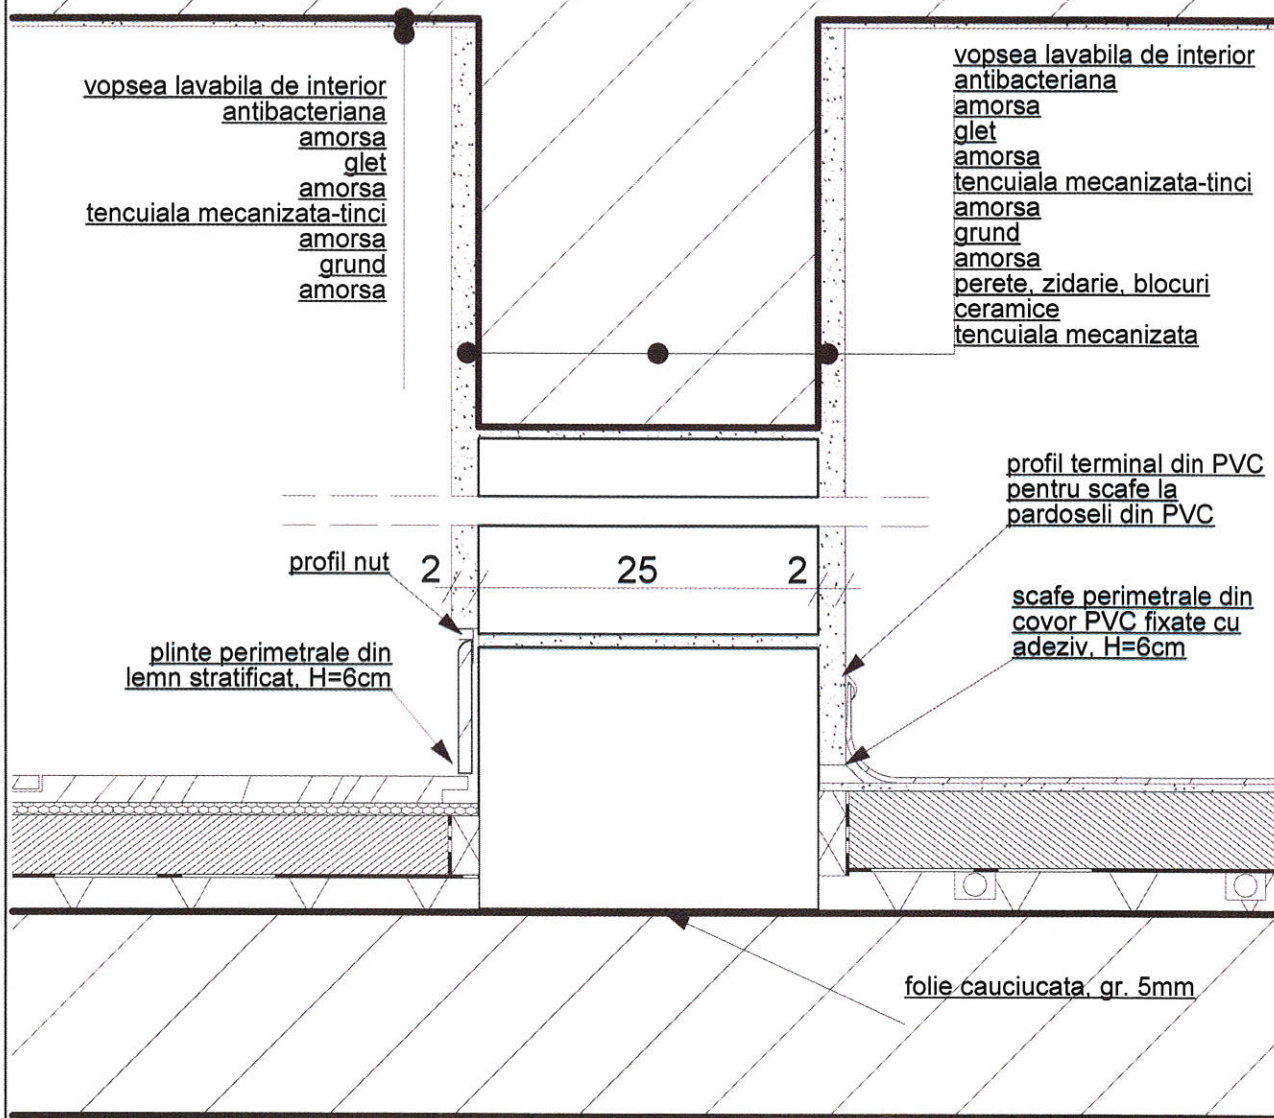 vopsea lavabila de interior
antibacteriana
amorsa
glet
amorsa
tencuiala mecanizata-tinci
amorsa
grund
amorsa
vopsea lavabila de interior
antibacteriana
amorsa
glet
amorsa
tencuiala mecanizata-tinci
amorsa
grund
amorsa
perete, zidarie, blocuri
ceramice
tencuiala mecanizata
profil terminal din PVC
pentru scafe la
pardoseli din PVC
profil nut
2
25
2
scafe perimetrale din
covor PVC fixate cu
adeziv, H=6cm
plinte perimetrale din
lemn stratificat, H=6cm
folie cauciucata, gr. 5mm